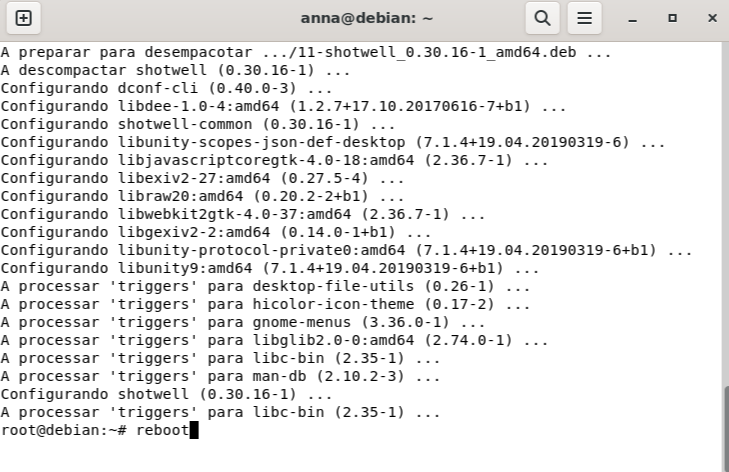 anna@debian: ~
A preparar para desempacotar .../11-shotwell_0.30.16-1_amd64.deb ...
A descompactar shotwell (0.30.16-1) ...
Configurando dconf-cli (0.40.0-3) ...
Configurando libdee-1.0-4:amd64 (1.2.7+17.10.20170616-7+b1) ...
Configurando shotwell-common (0.30.16-1) ...
Configurando libunity-scopes-json-def-desktop (7.1.4+19.04.20190319-6) ...
Configurando libjavascriptcoregtk-4.0-18:amd64 (2.36.7-1) ...
Configurando libexiv2-27:amd64 (0.27.5-4) ...
Configurando libraw20:amd64 (0.20.2-2+b1) ...
Configurando libwebkit2gtk-4.0-37:amd64 (2.36.7-1) ...
Configurando libgexiv2-2:amd64 (0.14.0-1+b1) ...
Configurando libunity-protocol-private0:amd64 (7.1.4+19.04.20190319-6+b1) ...
Configurando libunity9:amd64 (7.1.4+19.04.20190319-6+b1) ...
A processar 'triggers' para desktop-file-utils (0.26-1) ...
A processar 'triggers' para hicolor-icon-theme (0.17-2) ...
A processar 'triggers' para gnome-menus (3.36.0-1) ...
A processar 'triggers' para libglib2.0-0:amd64 (2.74.0-1) ...
A processar 'triggers' para libc-bin (2.35-1) ...
A processar 'triggers' para man-db (2.10.2-3) ...
Configurando shotwell (0.30.16-1) ...
A processar 'triggers' para libc-bin (2.35-1) ...
root@debian:~# reboot